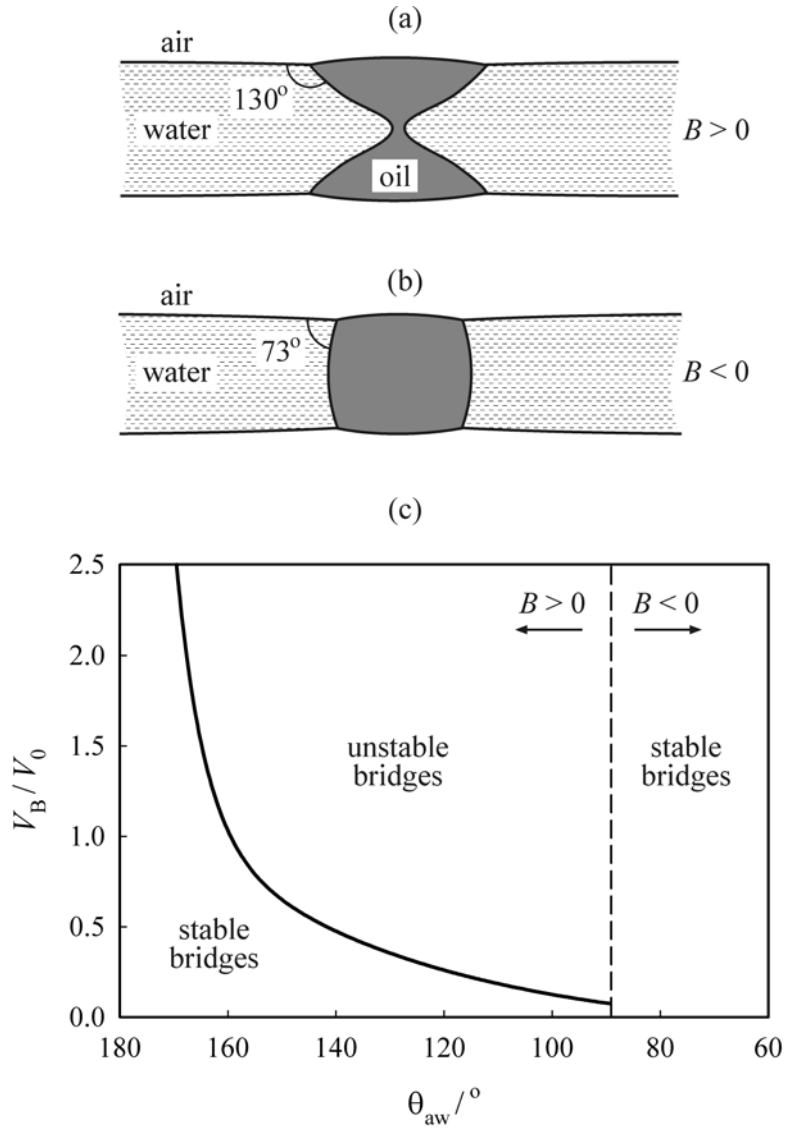 (a)
air
130°
water
oil
B > 0
(b)
air
73°
water
B < 0
(c)
2.5
2.0
1.5
1.0
0.5
0.0
V_B / V_0
B > 0
B < 0
unstable
bridges
stable
bridges
stable
bridges
180
160
140
120
100
80
60
θ_aw / °